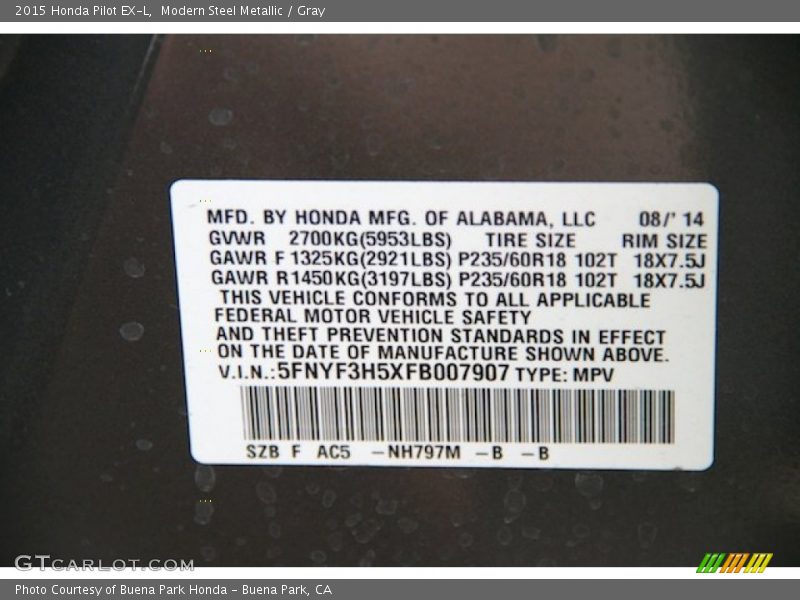 2015 Honda Pilot EX-L, Modern Steel Metallic / Gray
MFD. BY HONDA MFG. OF ALABAMA, LLC 08/' 14
GVWR 2700KG(5953LBS) TIRE SIZE RIM SIZE
GAWR F 1325KG(2921LBS) P235/60R18 102T 18X7.5J
GAWR R1450KG(3197LBS) P235/60R18 102T 18X7.5J
THIS VEHICLE CONFORMS TO ALL APPLICABLE
FEDERAL MOTOR VEHICLE SAFETY
AND THEFT PREVENTION STANDARDS IN EFFECT
ON THE DATE OF MANUFACTURE SHOWN ABOVE.
V.I.N.:5FNYF3H5XFB007907 TYPE: MPV
SZB F AC5 -NH797M -B -B
GTCARLOT.COM
Photo Courtesy of Buena Park Honda - Buena Park, CA